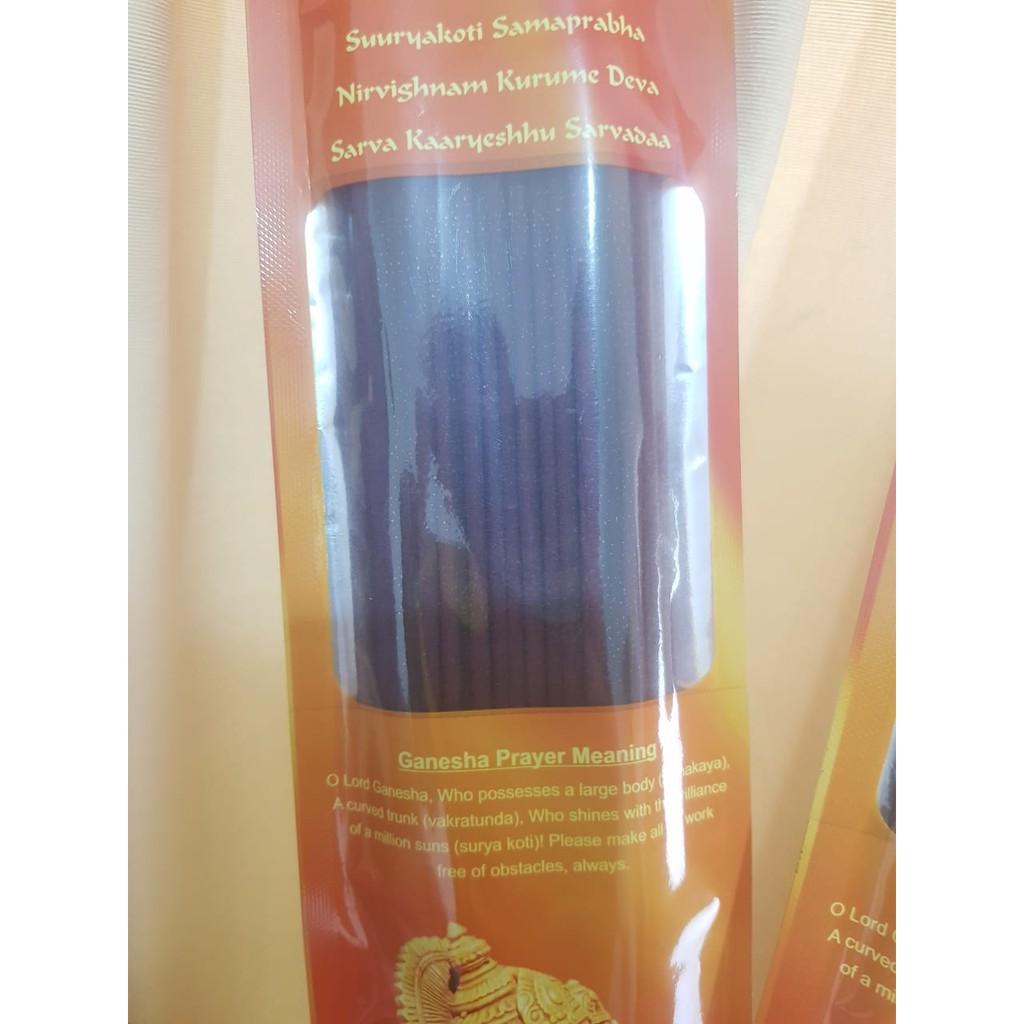 Suuryakoti Samaprabha
Nirvighnam Kurume Deva
Sarva Kaaryeshhu Sarvadaa
Ganesha Prayer Meaning
O Lord Ganesha, Who possesses a large body
A curved trunk (vakratunda), Who shines with
of a million suns (surya koti)! Please make all work
free of obstacles, always.
O Lord
A curved
of a